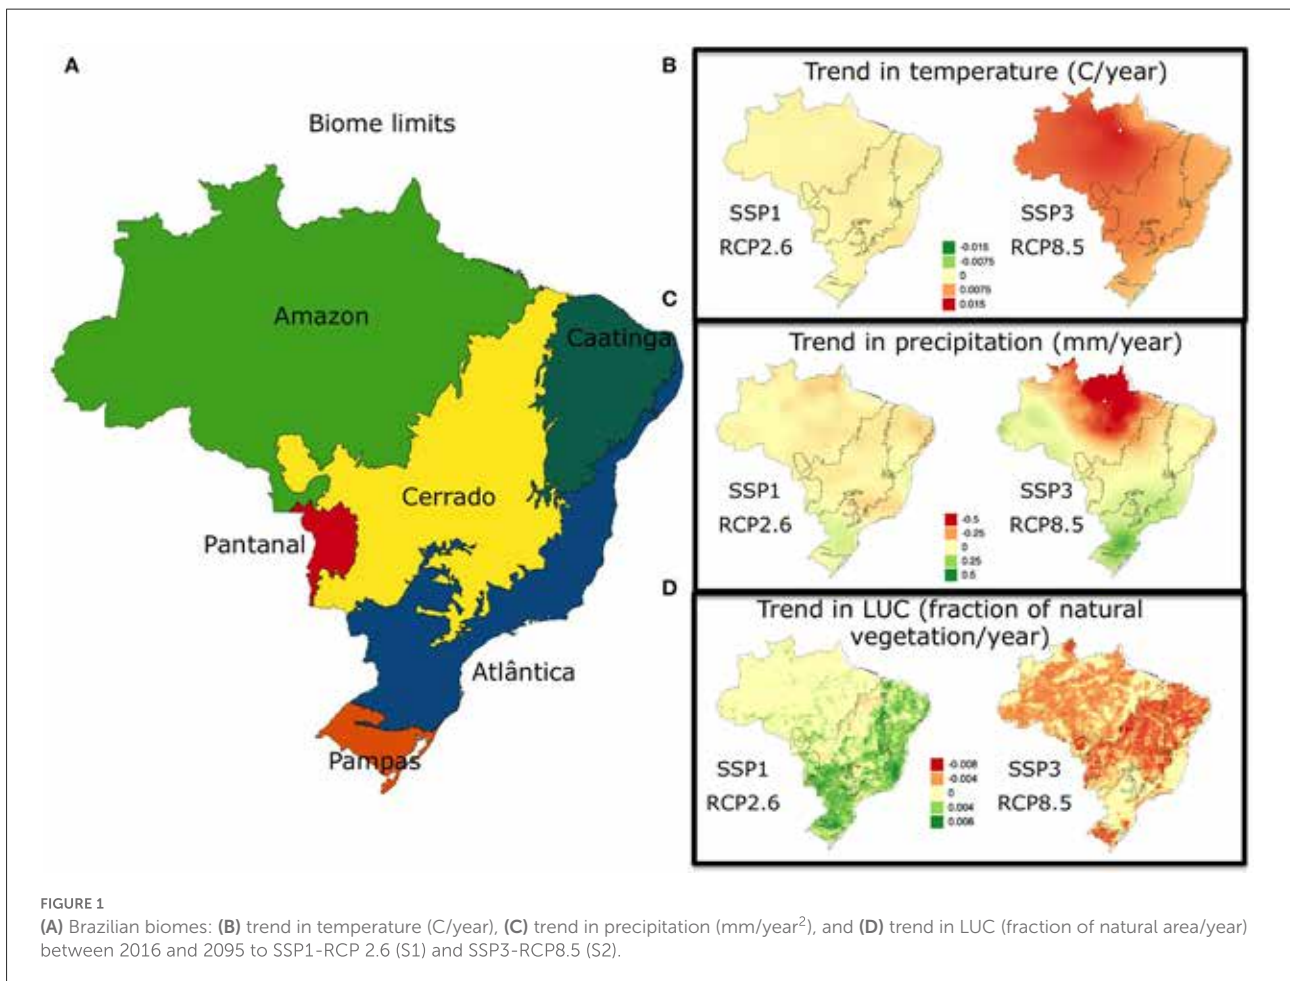 A
Biome limits
Amazon
Caatinga
Cerrado
Pantanal
Atlântica
Pampas
B
Trend in temperature (C/year)
SSP1
RCP2.6
SSP3
RCP8.5
-0.015
-0.0075
0
0.0075
0.015
C
Trend in precipitation (mm/year)
SSP1
RCP2.6
SSP3
RCP8.5
-0.5
-0.25
0
0.25
0.5
D
Trend in LUC (fraction of natural
vegetation/year)
SSP1
RCP2.6
SSP3
RCP8.5
-0.008
-0.004
0
0.004
0.008
FIGURE 1
(A) Brazilian biomes: (B) trend in temperature (C/year), (C) trend in precipitation (mm/year²), and (D) trend in LUC (fraction of natural area/year)
between 2016 and 2095 to SSP1-RCP 2.6 (S1) and SSP3-RCP8.5 (S2).